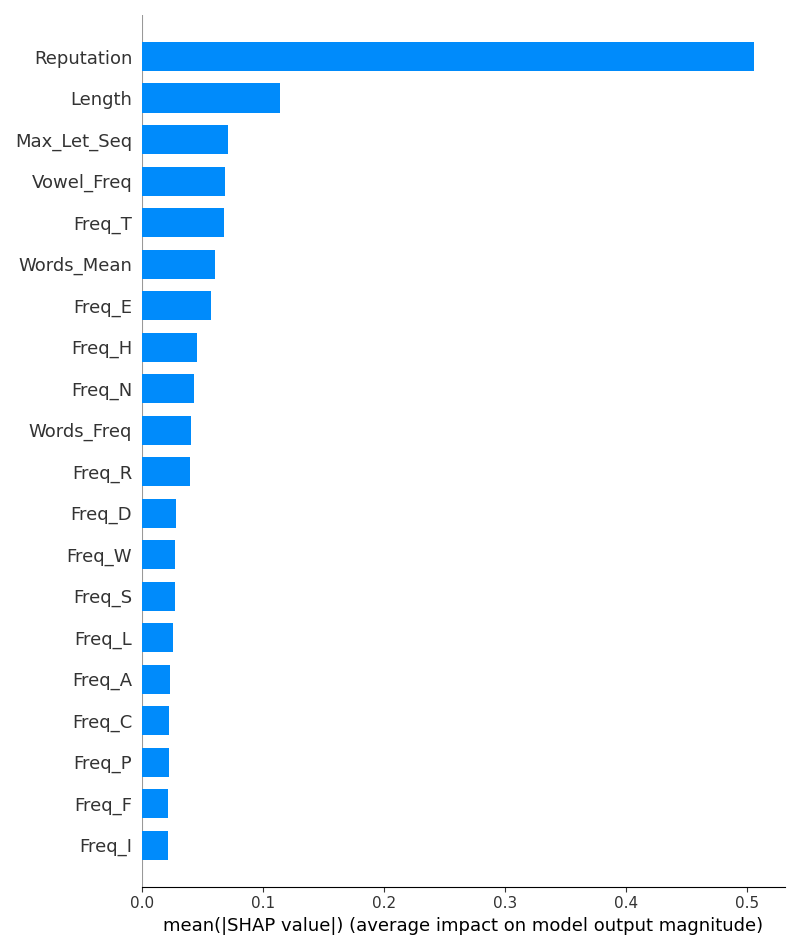 Reputation
Length
Max_Let_Seq
Vowel_Freq
Freq_T
Words_Mean
Freq_E
Freq_H
Freq_N
Words_Freq
Freq_R
Freq_D
Freq_W
Freq_S
Freq_L
Freq_A
Freq_C
Freq_P
Freq_F
Freq_I
0.0 0.1 0.2 0.3 0.4 0.5
mean(|SHAP value|) (average impact on model output magnitude)